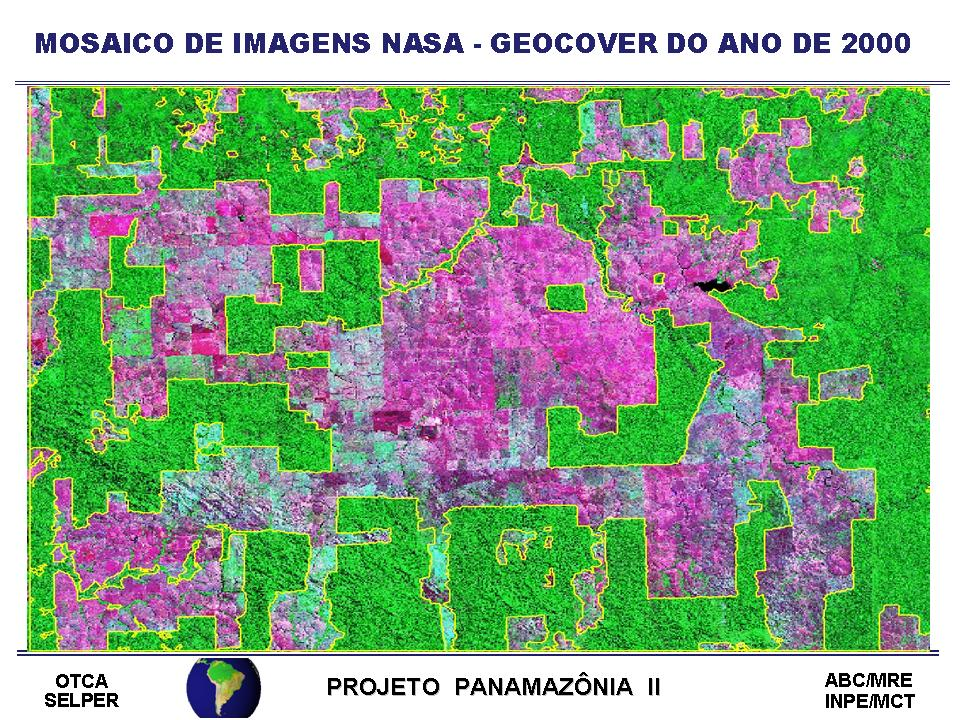 MOSAICO DE IMAGENS NASA - GEOCOVER DO ANO DE 2000
OTCA
SELPER
PROJETO PANAMAZÔNIA II
ABC/MRE
INPE/MCT